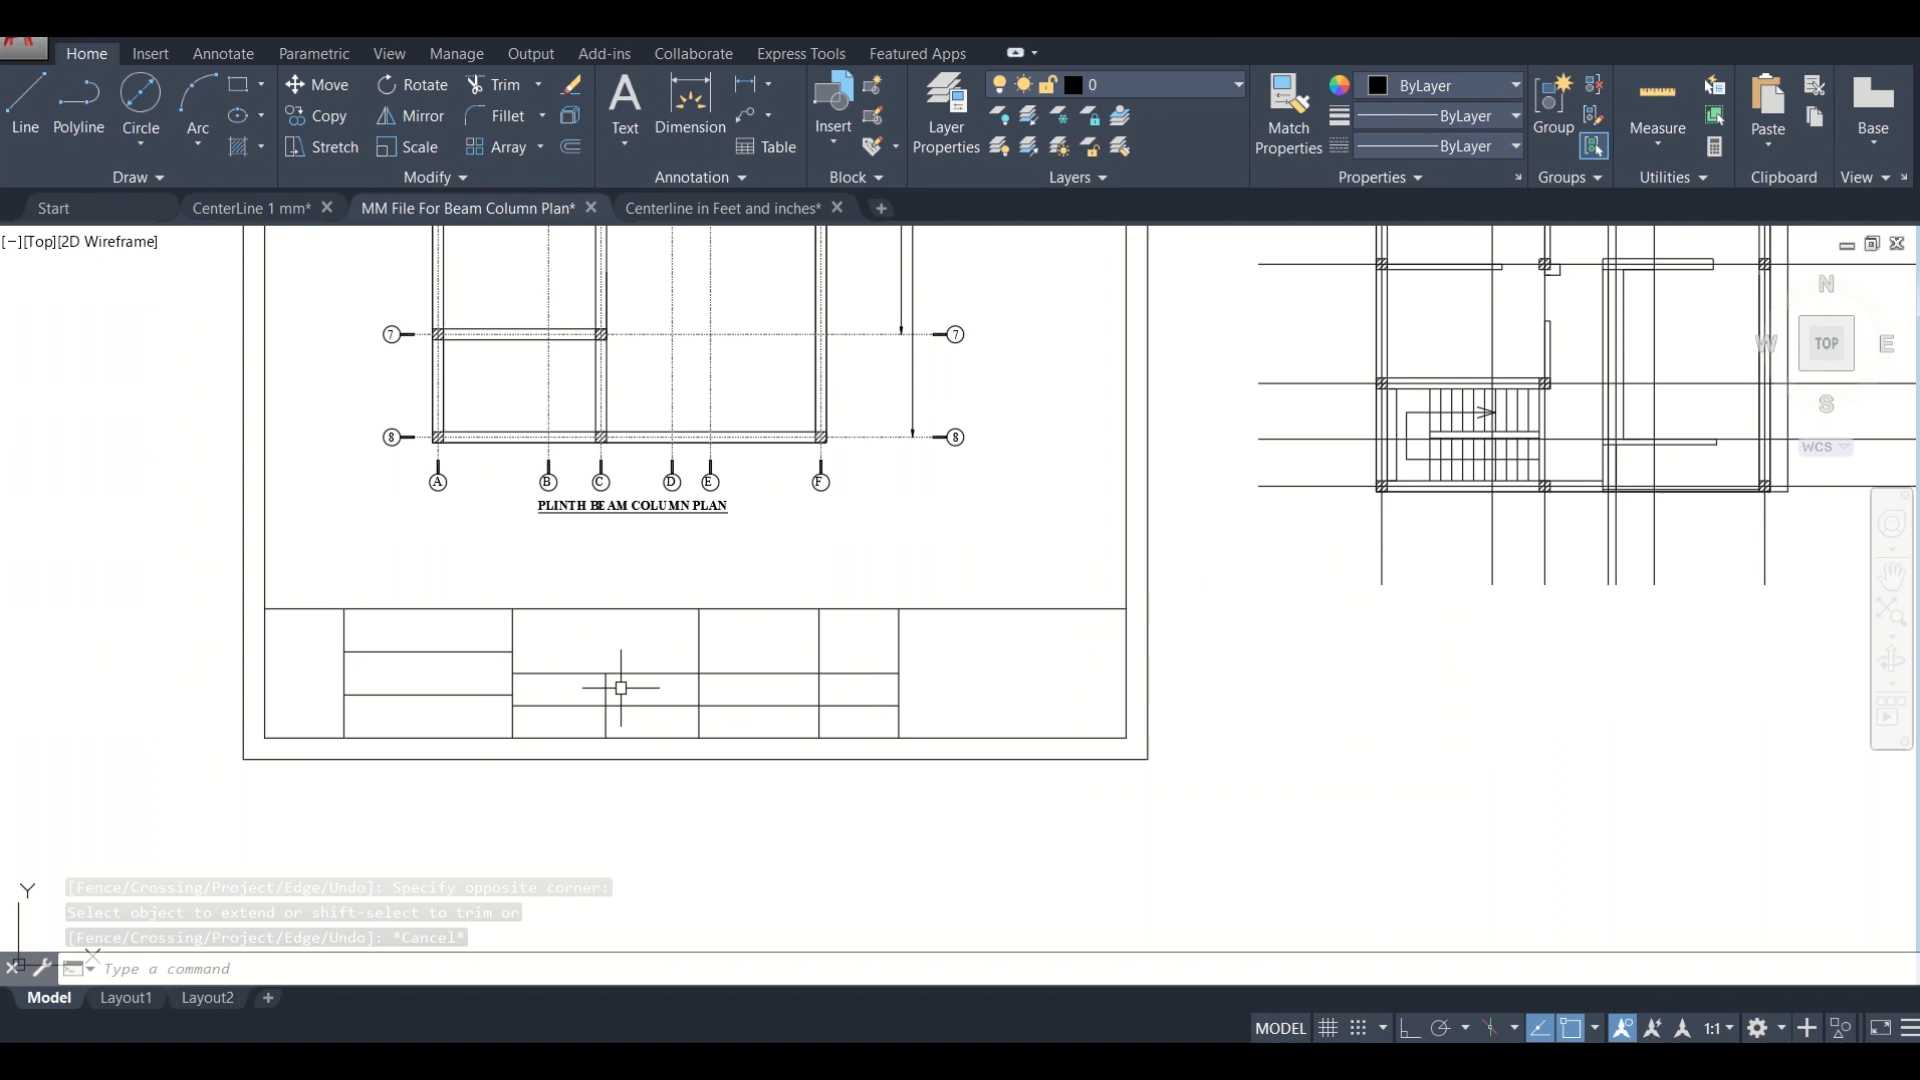 Home Insert Annotate Parametric View Manage Output Add-ins Collaborate Express Tools Featured Apps
Line Polyline Circle Arc
Move Rotate Trim
Copy Mirror Fillet
Stretch Scale Array
Text Dimension Table
Insert
Layer Properties
0
Match Properties
ByLayer
ByLayer
ByLayer
Group
Measure
Paste
Base
Draw Modify Annotation Block Layers Properties Groups Utilities Clipboard View
Start CenterLine 1 mm* MM File For Beam Column Plan* Centerline in Feet and inches*
[−][Top][2D Wireframe]
N
W TOP E
S
WCS
7 7
8 8
A B C D E F
PLINTH BEAM COLUMN PLAN
[Fence/Crossing/Project/Edge/Undo]: Specify opposite corner:
Select object to extend or shift-select to trim or
[Fence/Crossing/Project/Edge/Undo]: *Cancel*
Y
X
Type a command
Model Layout1 Layout2
MODEL 1:1